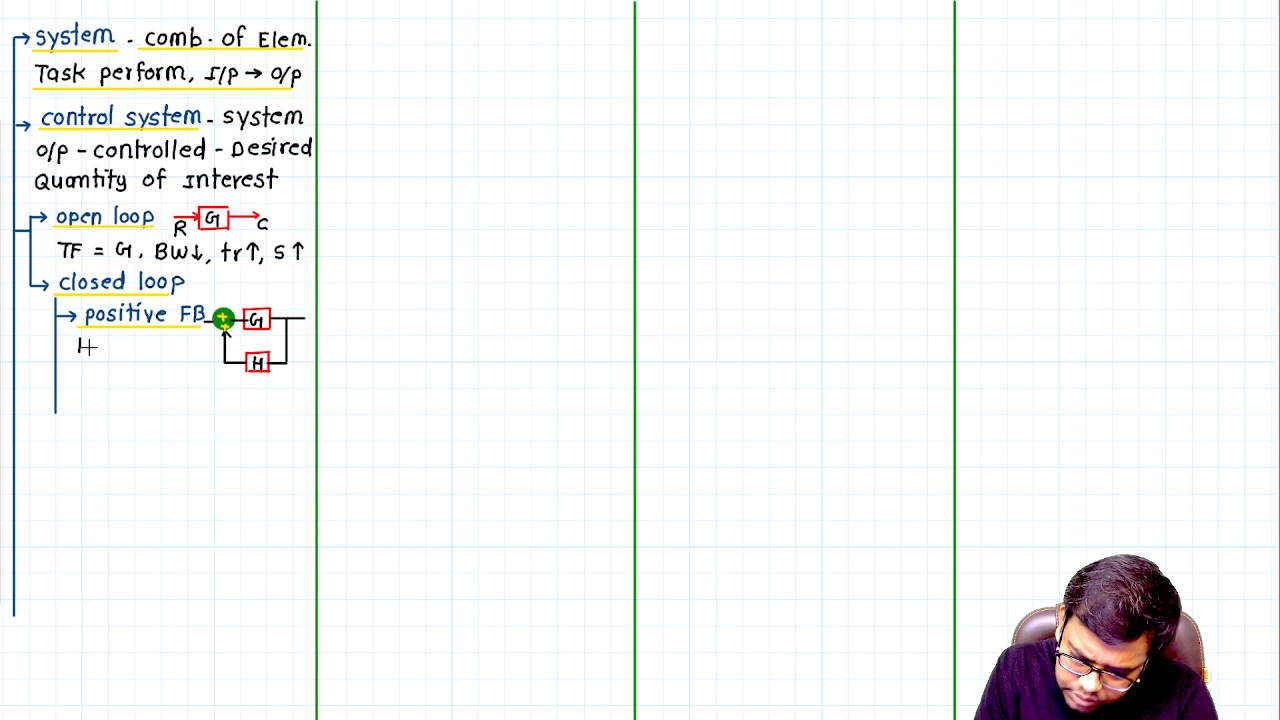 system - comb. of Elem.
Task perform, I/p → o/p
control system - system
o/p - controlled - Desired
Quantity of Interest
open loop R G C
TF = G, BW↓, tr↑, S↑
closed loop
positive FB + + G
H